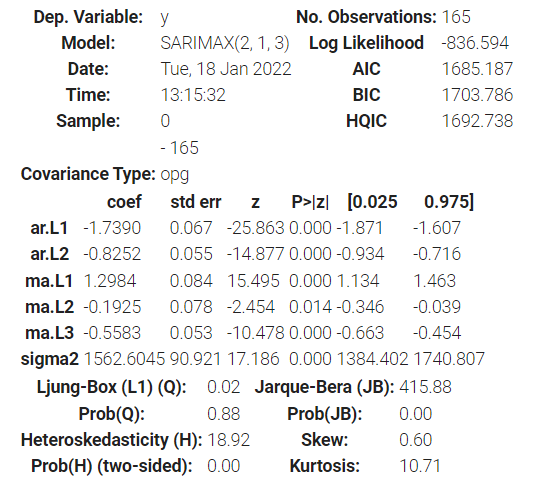 Dep. Variable: y No. Observations: 165
Model: SARIMAX(2, 1, 3) Log Likelihood -836.594
Date: Tue, 18 Jan 2022 AIC 1685.187
Time: 13:15:32 BIC 1703.786
Sample: 0 HQIC 1692.738
- 165
Covariance Type: opg
coef std err z P>|z| [0.025 0.975]
ar.L1 -1.7390 0.067 -25.863 0.000 -1.871 -1.607
ar.L2 -0.8252 0.055 -14.877 0.000 -0.934 -0.716
ma.L1 1.2984 0.084 15.495 0.000 1.134 1.463
ma.L2 -0.1925 0.078 -2.454 0.014 -0.346 -0.039
ma.L3 -0.5583 0.053 -10.478 0.000 -0.663 -0.454
sigma2 1562.6045 90.921 17.186 0.000 1384.402 1740.807
Ljung-Box (L1) (Q): 0.02 Jarque-Bera (JB): 415.88
Prob(Q): 0.88 Prob(JB): 0.00
Heteroskedasticity (H): 18.92 Skew: 0.60
Prob(H) (two-sided): 0.00 Kurtosis: 10.71